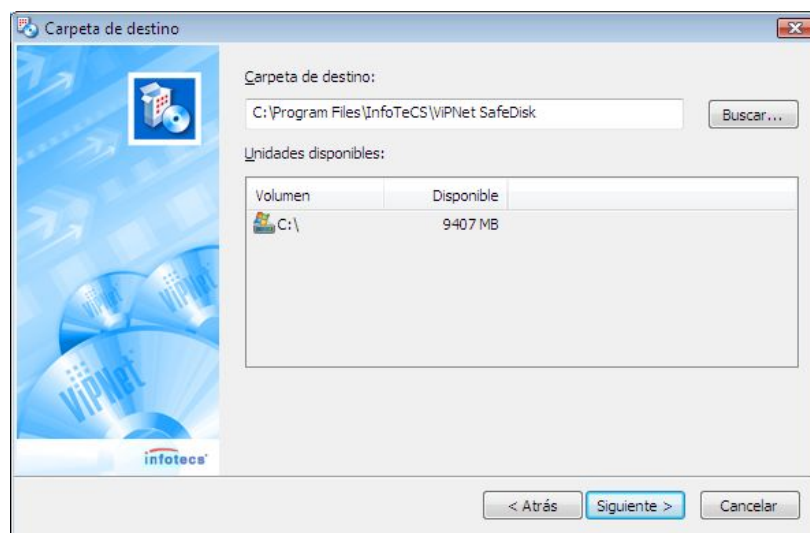 Carpeta de destino
Carpeta de destino:
C:\Program Files\InfoTeCS\ViPNet SafeDisk
Buscar...
Unidades disponibles:
Volumen Disponible
C:\ 9407 MB
ViPNet
ViPNet
ViPNet
infotecs
< Atrás Siguiente > Cancelar